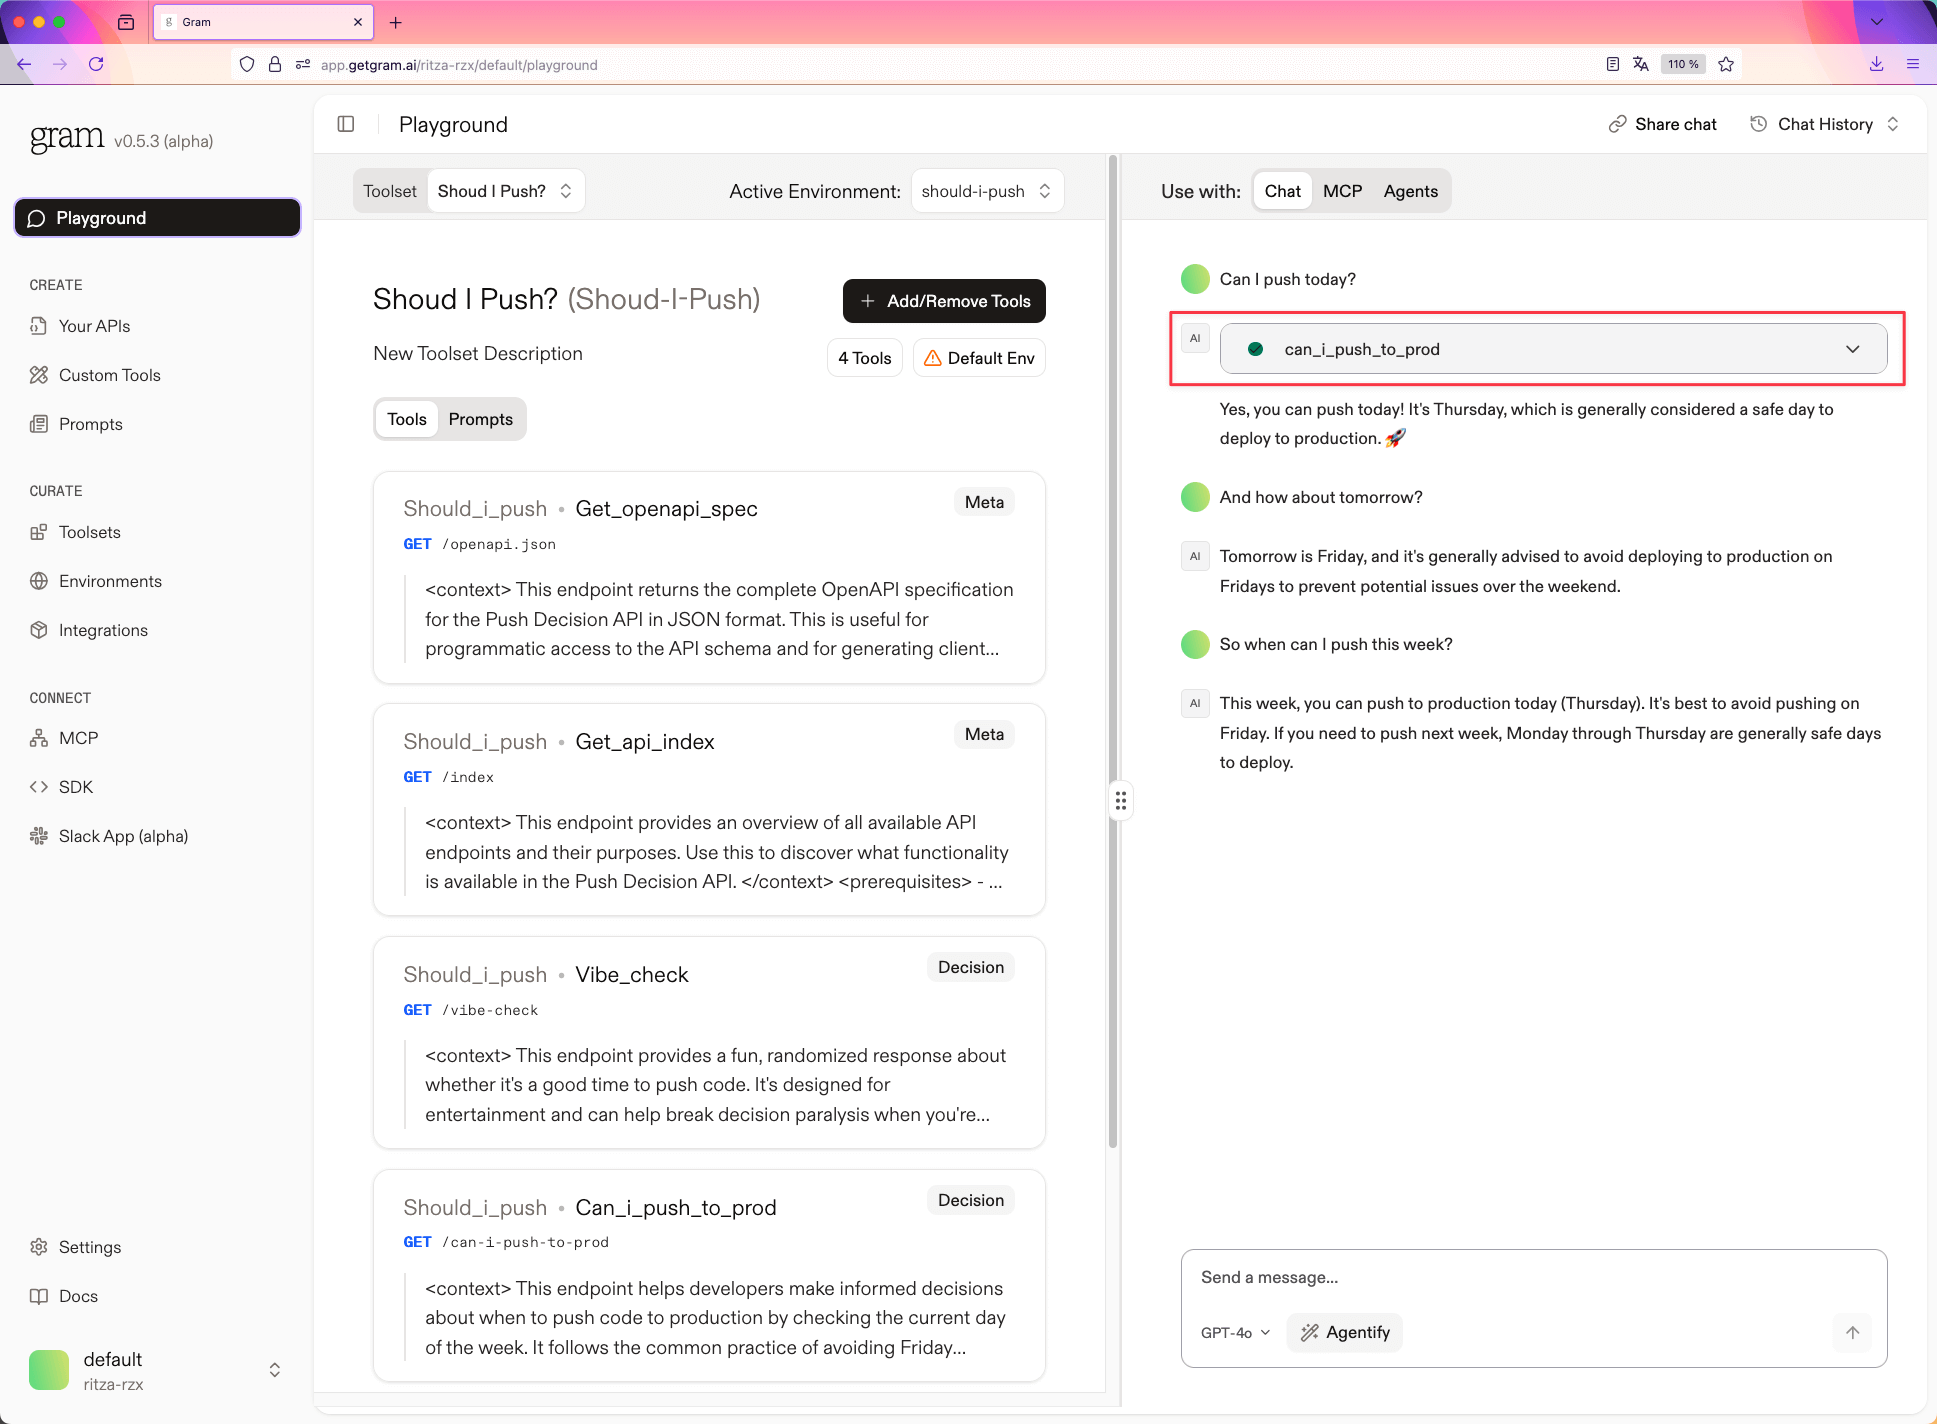 g Gram
app.getgram.ai/ritza-rzx/default/playground
110 %
gram v0.5.3 (alpha)
Playground
CREATE
Your APIs
Custom Tools
Prompts
CURATE
Toolsets
Environments
Integrations
CONNECT
MCP
SDK
Slack App (alpha)
Settings
Docs
default
ritza-rzx
Playground
Share chat
Chat History
Toolset
Shoud I Push?
Active Environment:
should-i-push
Shoud I Push? (Shoud-I-Push)
Add/Remove Tools
New Toolset Description
4 Tools
Default Env
Tools
Prompts
Should_i_push • Get_openapi_spec
Meta
GET /openapi.json
<context> This endpoint returns the complete OpenAPI specification
for the Push Decision API in JSON format. This is useful for
programmatic access to the API schema and for generating client...
Should_i_push • Get_api_index
Meta
GET /index
<context> This endpoint provides an overview of all available API
endpoints and their purposes. Use this to discover what functionality
is available in the Push Decision API. </context> <prerequisites> - ...
Should_i_push • Vibe_check
Decision
GET /vibe-check
<context> This endpoint provides a fun, randomized response about
whether it's a good time to push code. It's designed for
entertainment and can help break decision paralysis when you're...
Should_i_push • Can_i_push_to_prod
Decision
GET /can-i-push-to-prod
<context> This endpoint helps developers make informed decisions
about when to push code to production by checking the current day
of the week. It follows the common practice of avoiding Friday...
Use with:
Chat
MCP
Agents
Can I push today?
AI
can_i_push_to_prod
Yes, you can push today! It's Thursday, which is generally considered a safe day to
deploy to production. 🚀
And how about tomorrow?
AI
Tomorrow is Friday, and it's generally advised to avoid deploying to production on
Fridays to prevent potential issues over the weekend.
So when can I push this week?
AI
This week, you can push to production today (Thursday). It's best to avoid pushing on
Friday. If you need to push next week, Monday through Thursday are generally safe days
to deploy.
Send a message...
GPT-4o
Agentify